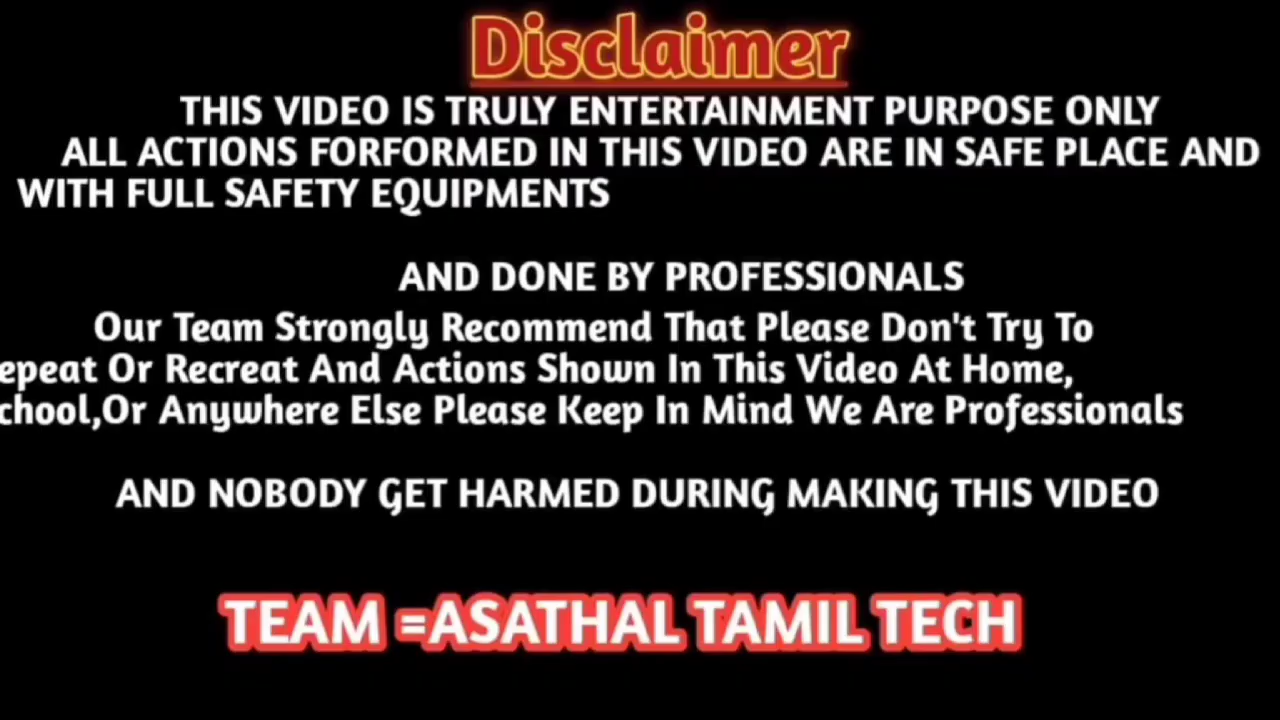 Disclaimer
THIS VIDEO IS TRULY ENTERTAINMENT PURPOSE ONLY
ALL ACTIONS FORFORMED IN THIS VIDEO ARE IN SAFE PLACE AND
WITH FULL SAFETY EQUIPMENTS
AND DONE BY PROFESSIONALS
Our Team Strongly Recommend That Please Don't Try To
epeat Or Recreat And Actions Shown In This Video At Home,
chool,Or Anywhere Else Please Keep In Mind We Are Professionals
AND NOBODY GET HARMED DURING MAKING THIS VIDEO
TEAM =ASATHAL TAMIL TECH